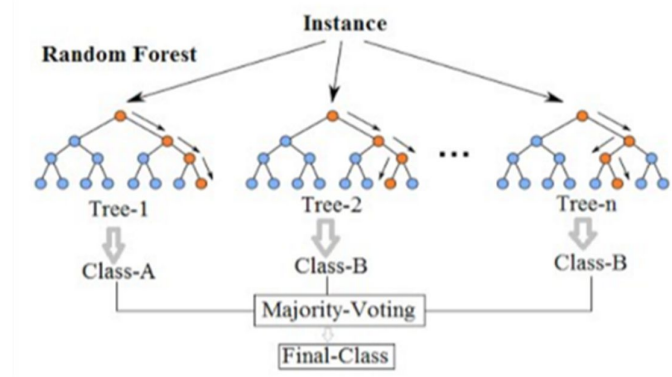 Instance
Random Forest
...
Tree-1
Tree-2
Tree-n
Class-A
Class-B
Class-B
Majority-Voting
Final-Class